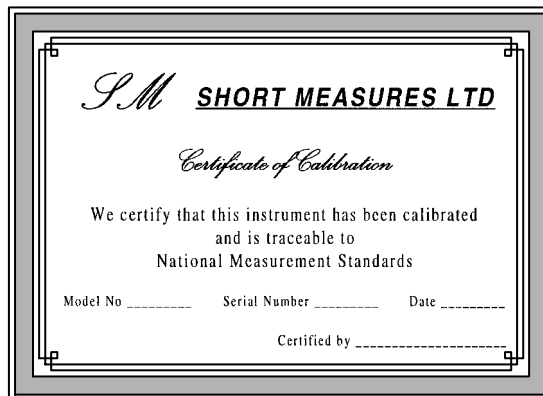 SM SHORT MEASURES LTD
Certificate of Calibration
We certify that this instrument has been calibrated
and is traceable to
National Measurement Standards
Model No _________ Serial Number _________ Date _________
Certified by _____________________